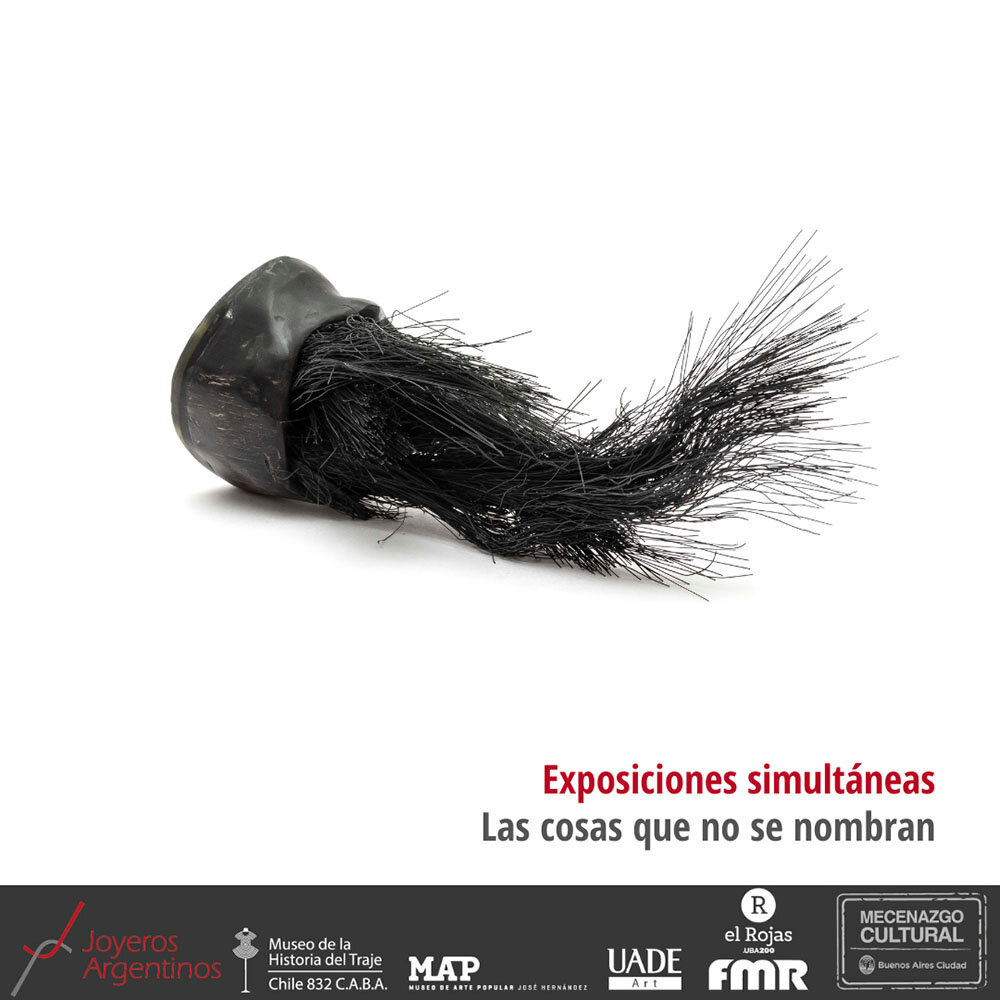 Exposiciones simultáneas
Las cosas que no se nombran
Joyeros
Argentinos
Museo de la
Historia del Traje
Chile 832 C.A.B.A.
MAP
MUSEO DE ARTE POPULAR JOSÉ HERNÁNDEZ
UADE
Art
R
el Rojas
.UBA200
FMR
MECENAZGO
CULTURAL
Buenos Aires Ciudad